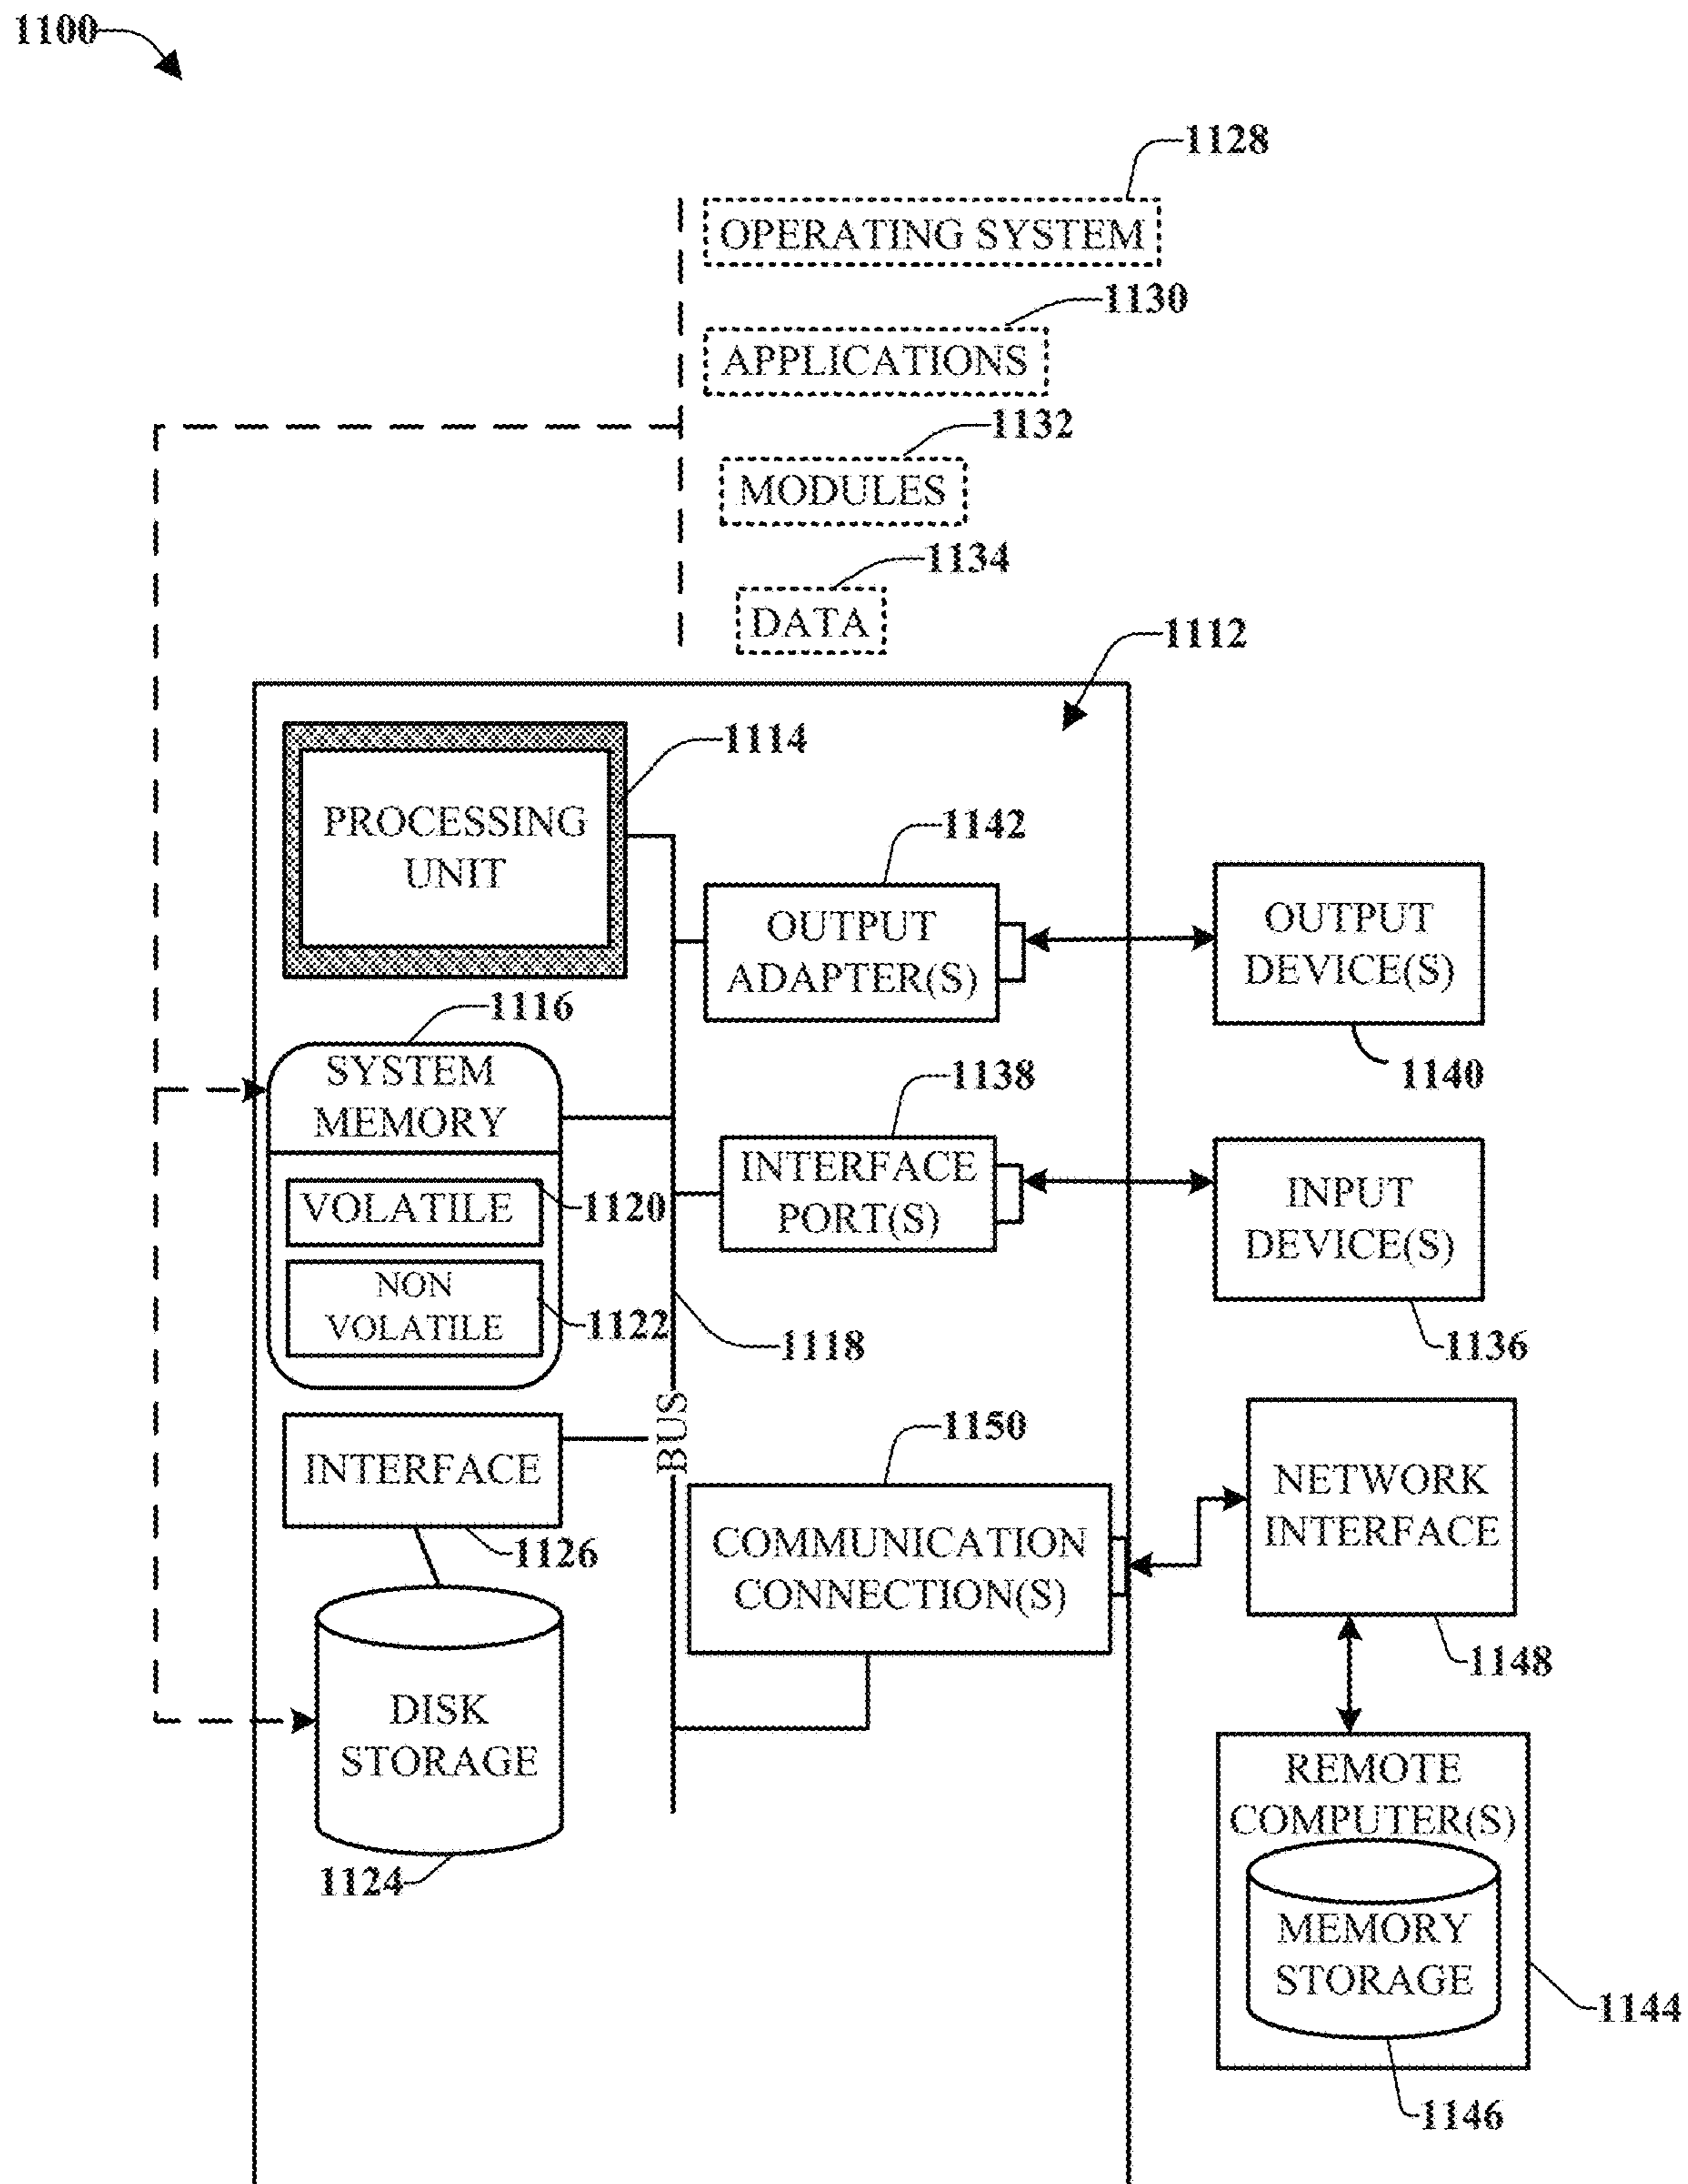 1100
1128
OPERATING SYSTEM
1130
APPLICATIONS
1132
MODULES
1134
DATA
1112
1114
PROCESSING
UNIT
1142
OUTPUT
ADAPTER(S)
OUTPUT
DEVICE(S)
1140
1116
SYSTEM
MEMORY
1138
INTERFACE
PORT(S)
INPUT
DEVICE(S)
1136
VOLATILE
1120
NON
VOLATILE
1122
1118
BUS
1150
INTERFACE
1126
COMMUNICATION
CONNECTION(S)
NETWORK
INTERFACE
1148
DISK
STORAGE
1124
REMOTE
COMPUTER(S)
MEMORY
STORAGE
1144
1146